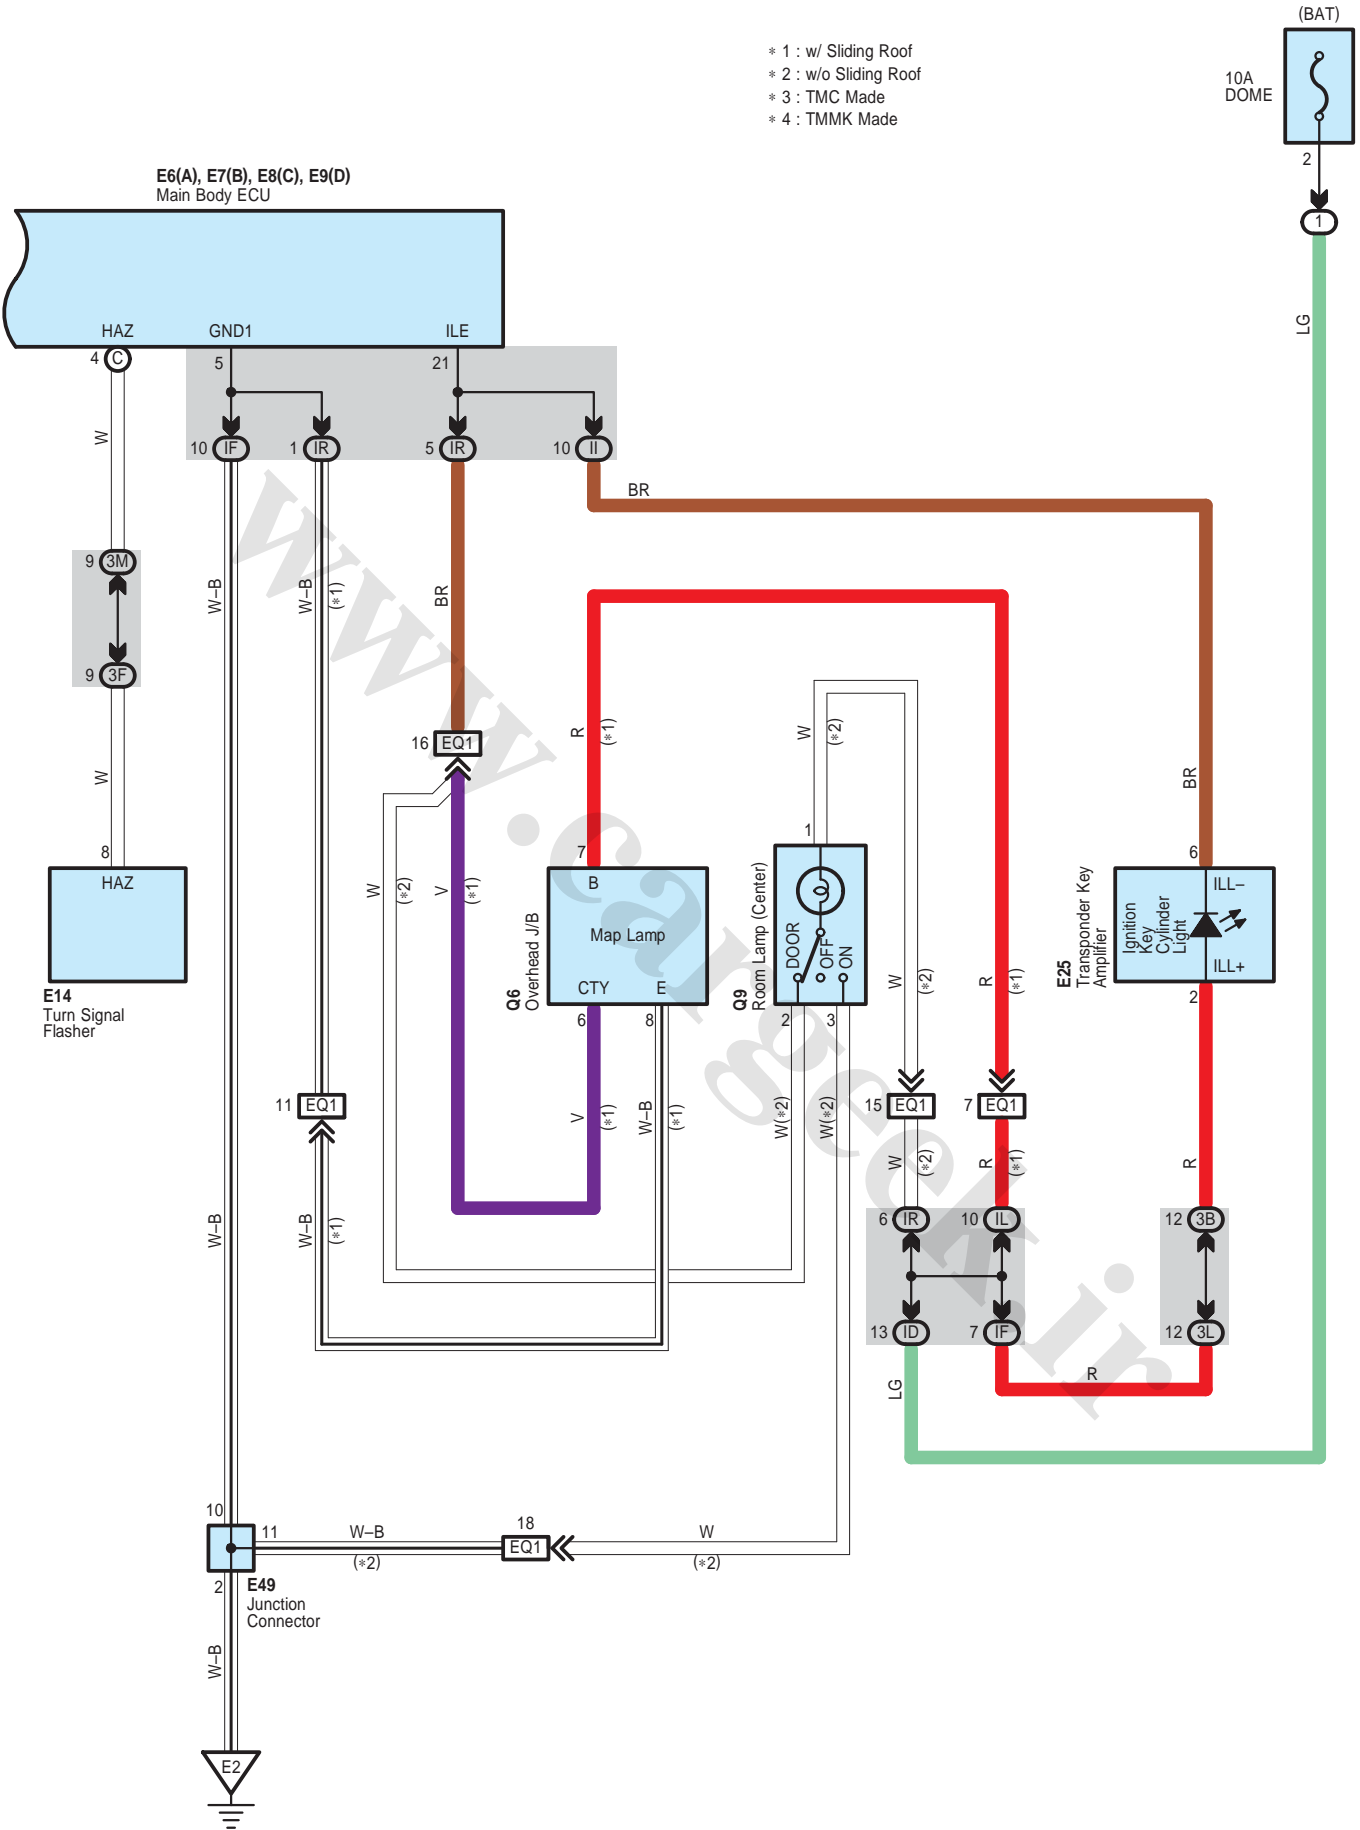 (BAT)
* 1 : w/ Sliding Roof
* 2 : w/o Sliding Roof
* 3 : TMC Made
* 4 : TMMK Made
10A
DOME
2
1
LG
E6(A), E7(B), E8(C), E9(D)
Main Body ECU
HAZ
GND1
ILE
4
C
5
21
10
IF
1
IR
5
IR
10
II
W
BR
9
3M
W–B
W–B
(*1)
BR
9
3F
R
(*1)
W
(*2)
16
EQ1
BR
W
8
HAZ
E14
Turn Signal
Flasher
W
(*2)
V
(*1)
7
B
Map Lamp
CTY
E
Q6
Overhead J/B
6
8
1
DOOR
OFF
ON
Q9
Room Lamp (Center)
2
3
W
(*2)
R
(*1)
6
ILL–
Ignition
Key
Cylinder
Light
ILL+
E25
Transponder Key
Amplifier
2
11
EQ1
V
(*1)
W–B
(*1)
W(*2)
W(*2)
15
EQ1
7
EQ1
W
(*2)
R
(*1)
R
W–B
W–B
(*1)
6
IR
10
IL
12
3B
13
ID
7
IF
12
3L
LG
R
10
11
W–B
(*2)
18
EQ1
W
(*2)
2
E49
Junction
Connector
W–B
E2
www.cargeek.ir